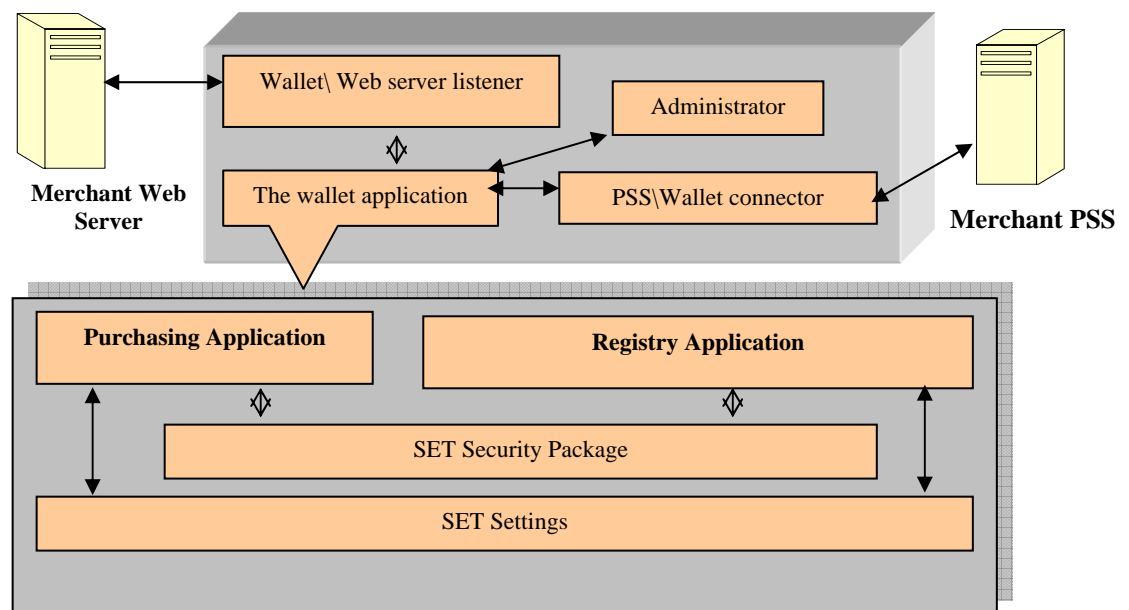 Wallet\ Web server listener
Administrator
The wallet application
PSS\Wallet connector
Merchant Web
Server
Merchant PSS
Purchasing Application
Registry Application
SET Security Package
SET Settings